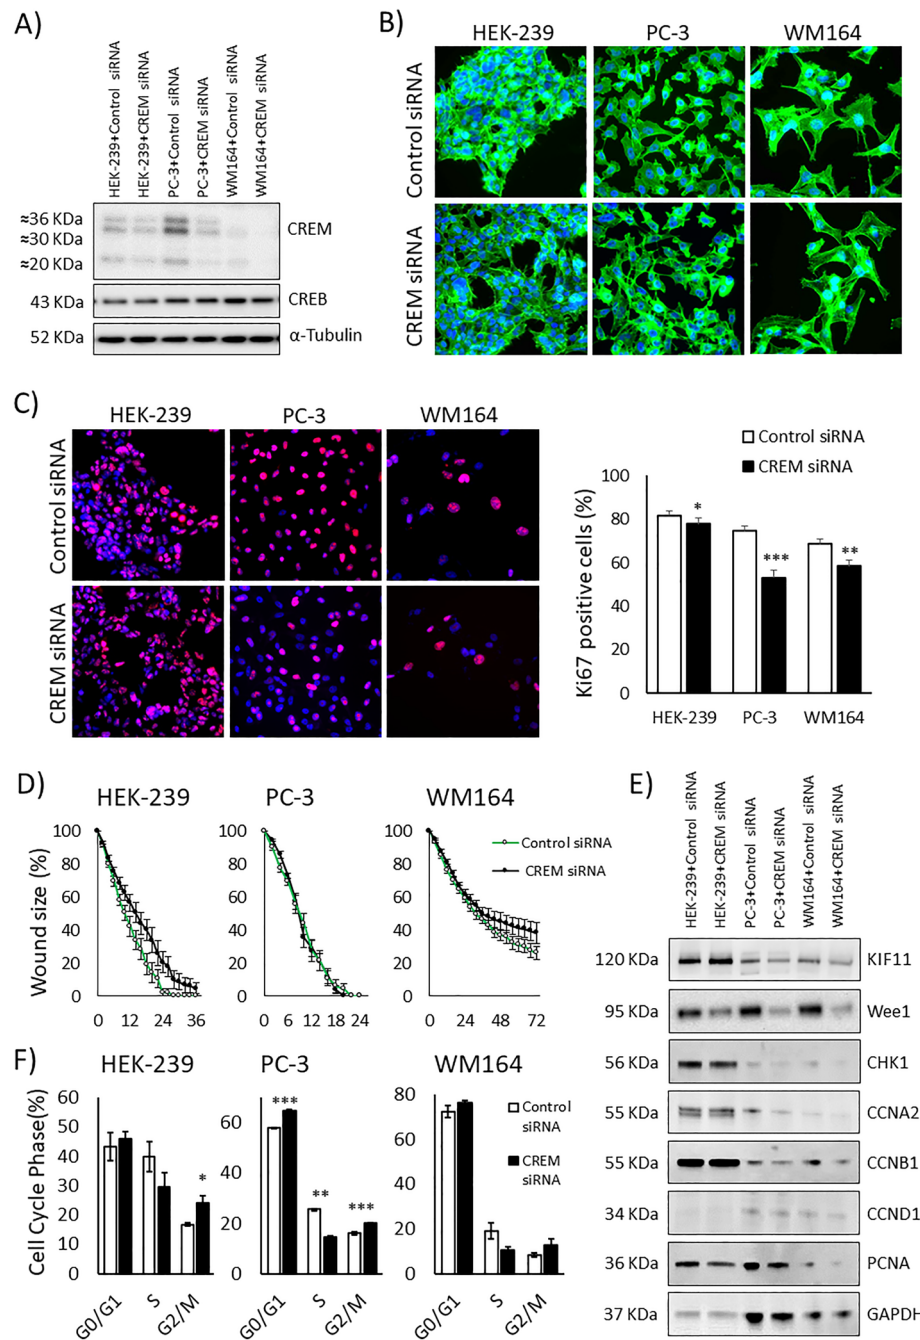 A)
HEK-239+Control siRNA
HEK-239+CREM siRNA
PC-3+Control siRNA
PC-3+CREM siRNA
WM164+Control siRNA
WM164+CREM siRNA
≈36 KDa
≈30 KDa
≈20 KDa
CREM
43 KDa
CREB
52 KDa
α-Tubulin
B)
HEK-239
PC-3
WM164
Control siRNA
CREM siRNA
C)
HEK-239
PC-3
WM164
Control siRNA
CREM siRNA
Control siRNA
CREM siRNA
Ki67 positive cells (%)
100
80
60
40
20
0
*
***
**
HEK-239
PC-3
WM164
D)
HEK-239
PC-3
WM164
Wound size (%)
100
80
60
40
20
0
0 12 24 36
100
80
60
40
20
0
0 6 12 18 24
100
80
60
40
20
0
0 24 48 72
Control siRNA
CREM siRNA
E)
HEK-239+Control siRNA
HEK-239+CREM siRNA
PC-3+Control siRNA
PC-3+CREM siRNA
WM164+Control siRNA
WM164+CREM siRNA
120 KDa
KIF11
95 KDa
Wee1
56 KDa
CHK1
55 KDa
CCNA2
55 KDa
CCNB1
34 KDa
CCND1
36 KDa
PCNA
37 KDa
GAPDH
F)
HEK-239
PC-3
WM164
Cell Cycle Phase(%)
60
50
40
30
20
10
0
*
G0/G1
S
G2/M
60
40
20
0
***
**
***
G0/G1
S
G2/M
80
60
40
20
0
Control
siRNA
CREM
siRNA
G0/G1
S
G2/M